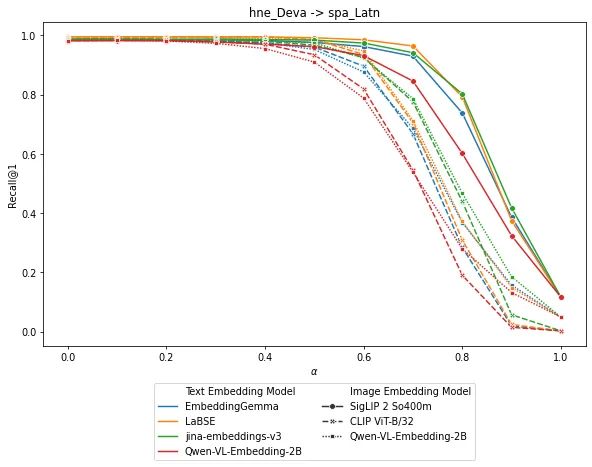 hne_Deva -> spa_Latn
1.0
0.8
0.6
0.4
0.2
0.0
Recall@1
0.0 0.2 0.4 0.6 0.8 1.0
α
Text Embedding Model Image Embedding Model
EmbeddingGemma SigLIP 2 So400m
LaBSE CLIP ViT-B/32
jina-embeddings-v3 Qwen-VL-Embedding-2B
Qwen-VL-Embedding-2B